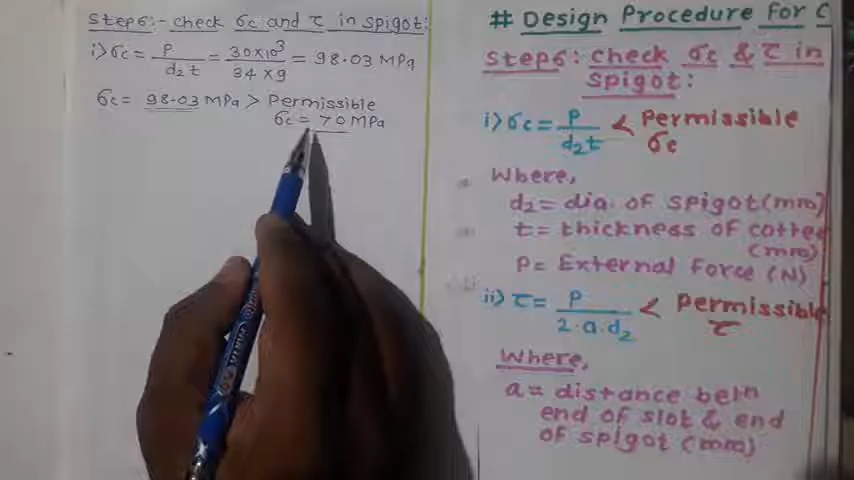 Step6:- check σc and τ in spigot:
i) σc = P / d2 t = 30×10³ / 34 × 9 = 98.03 MPa
σc = 98.03 MPa > Permissible
σc = 70 MPa
# Design Procedure For C
Step6: check σc & τ in
spigot:
i) σc = P / d2 t < Permissible
σc
Where,
d2 = dia. of spigot (mm)
t = thickness of cotter
(mm)
P = External Force (N)
ii) τ = P / 2.a.d2 < Permissible
τ
Where,
a = distance betn
end of slot & end
of spigot (mm)